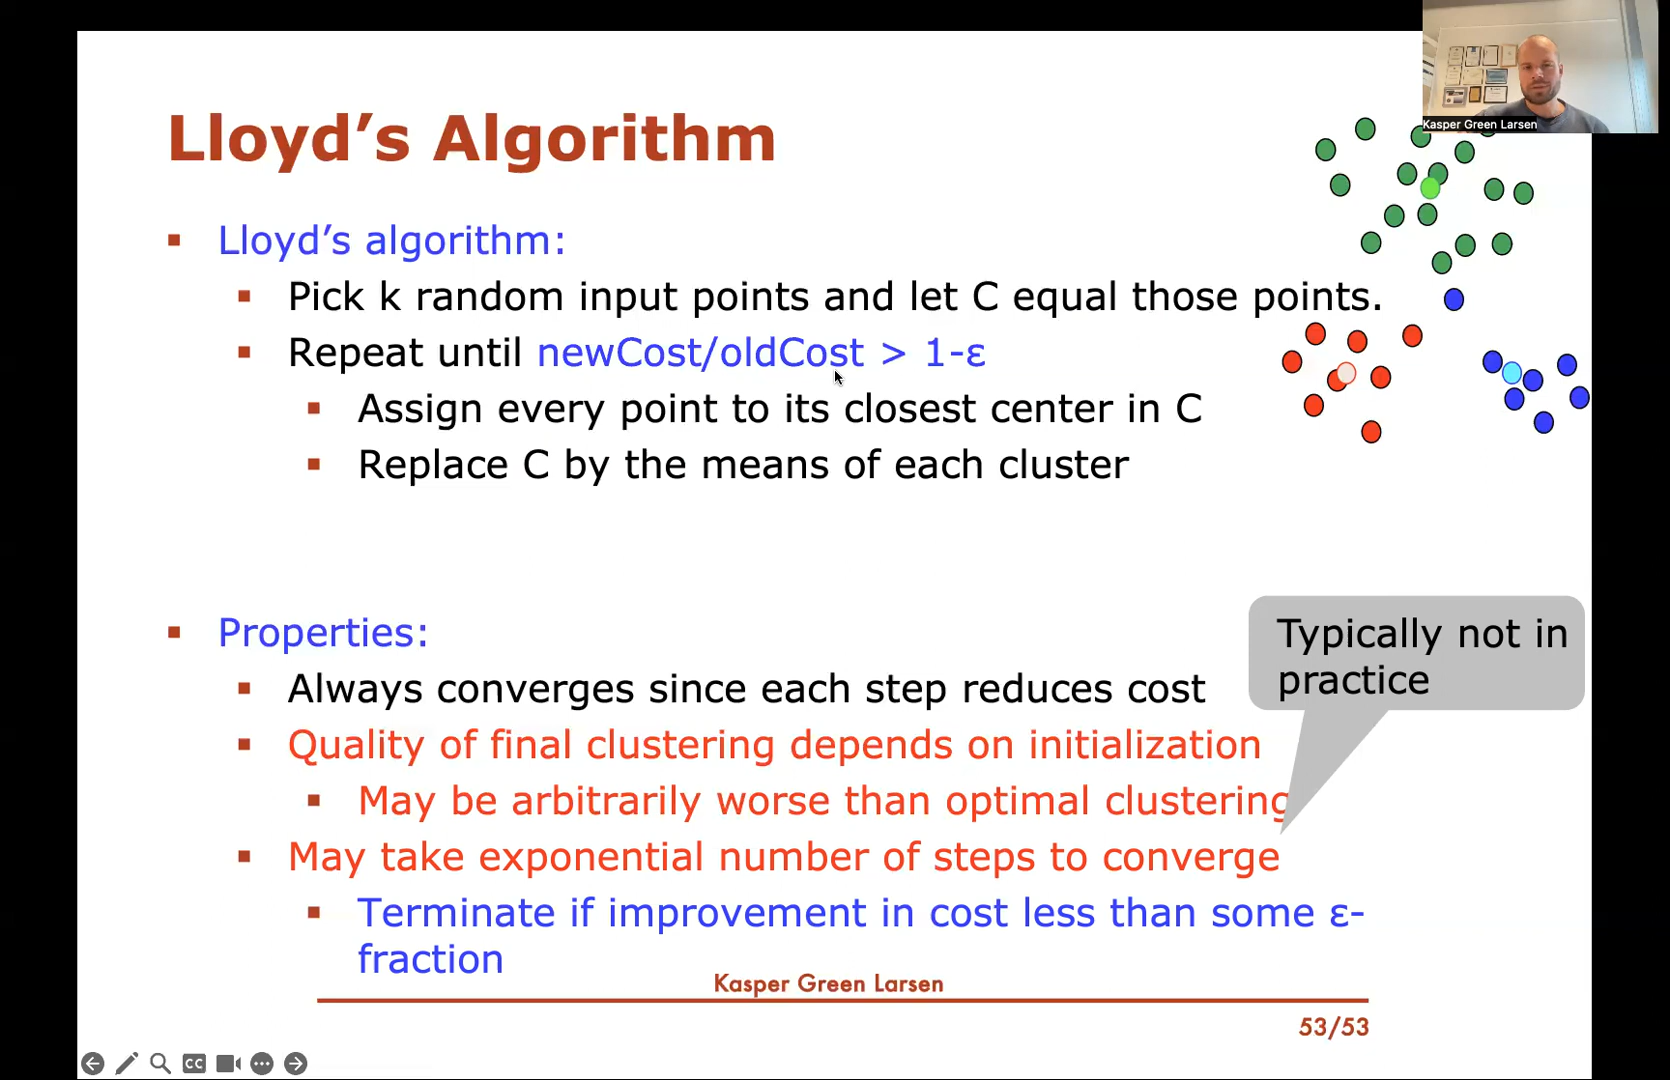 Kasper Green Larsen
Lloyd’s Algorithm
Lloyd’s algorithm:
Pick k random input points and let C equal those points.
Repeat until newCost/oldCost > 1-ε
Assign every point to its closest center in C
Replace C by the means of each cluster
Properties:
Typically not in
practice
Always converges since each step reduces cost
Quality of final clustering depends on initialization
May be arbitrarily worse than optimal clustering
May take exponential number of steps to converge
Terminate if improvement in cost less than some ε-
fraction
Kasper Green Larsen
53/53
CC